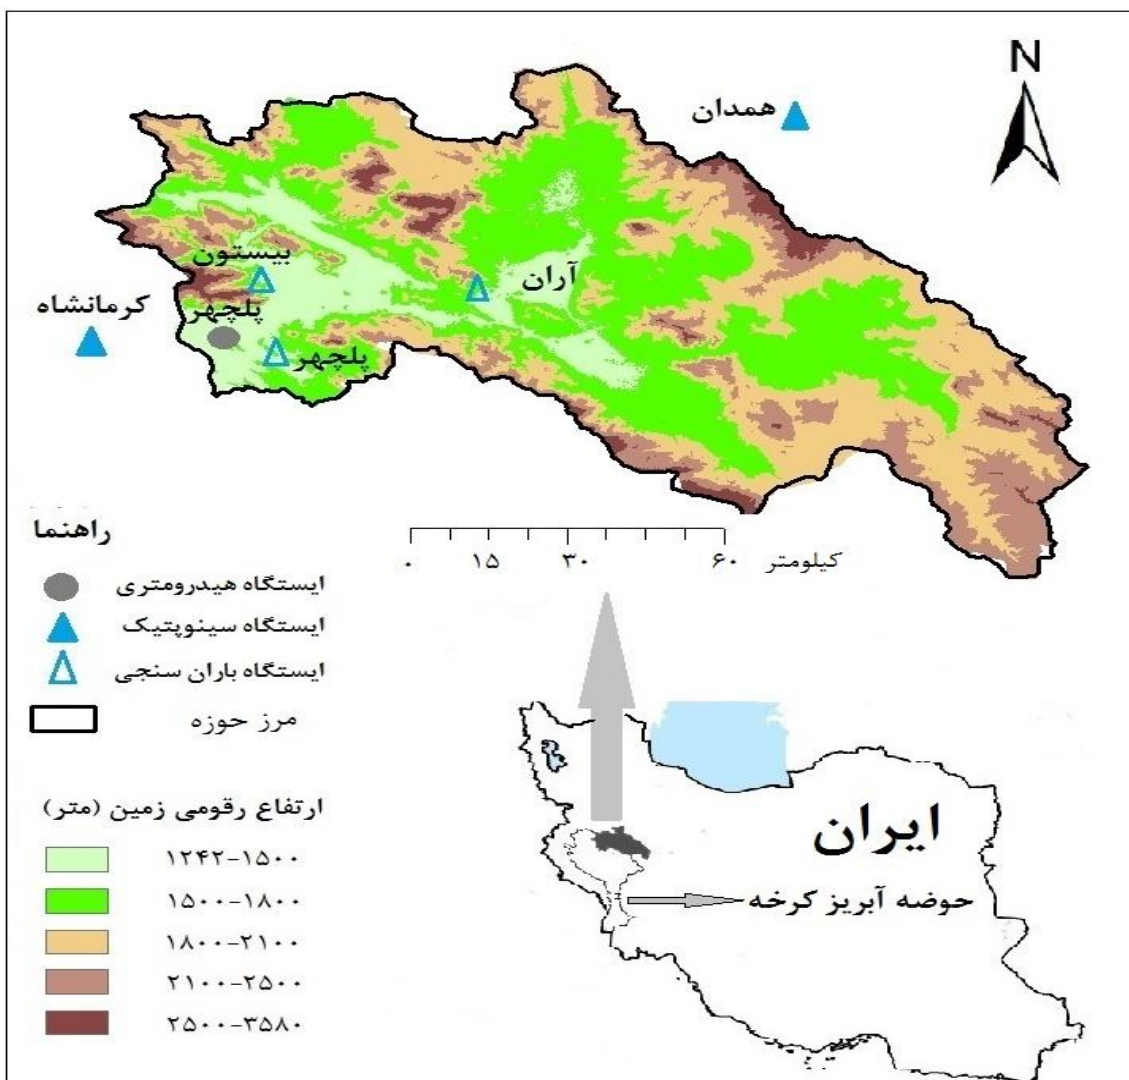 N
همدان
بیستون
آران
کرمانشاه
پلچهر
پلچهر
راهنما
۰ ۱۵ ۳۰ ۶۰ کیلومتر
ایستگاه هیدرومتری
ایستگاه سینوپتیک
ایستگاه باران سنجی
مرز حوزه
ارتفاع رقومی زمین (متر)
۱۲۴۲-۱۵۰۰
۱۵۰۰-۱۸۰۰
۱۸۰۰-۲۱۰۰
۲۱۰۰-۲۵۰۰
۲۵۰۰-۳۵۸۰
ایران
حوضه آبریز کرخه